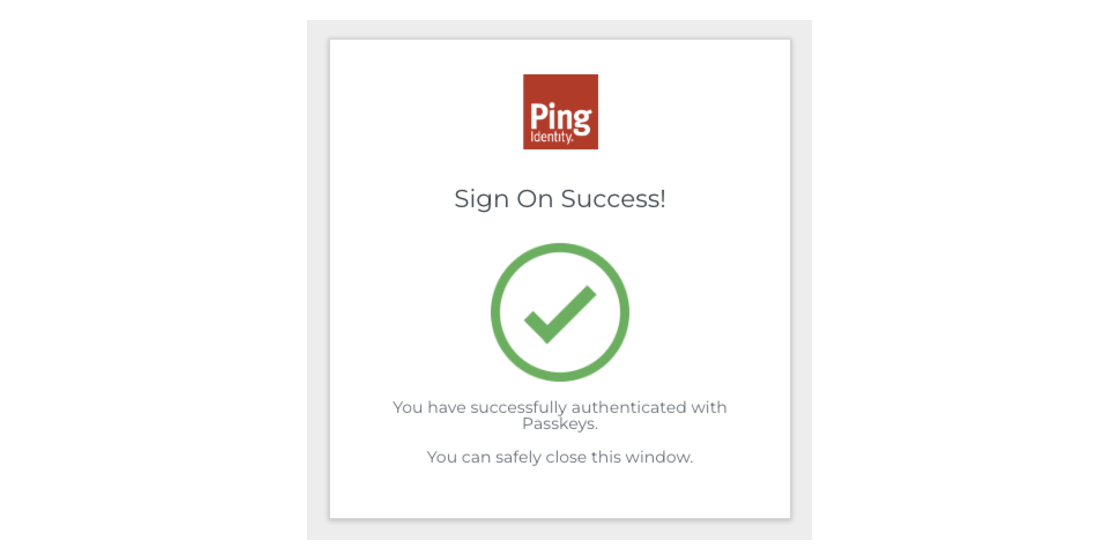 Ping
Identity.
Sign On Success!
You have successfully authenticated with
Passkeys.
You can safely close this window.